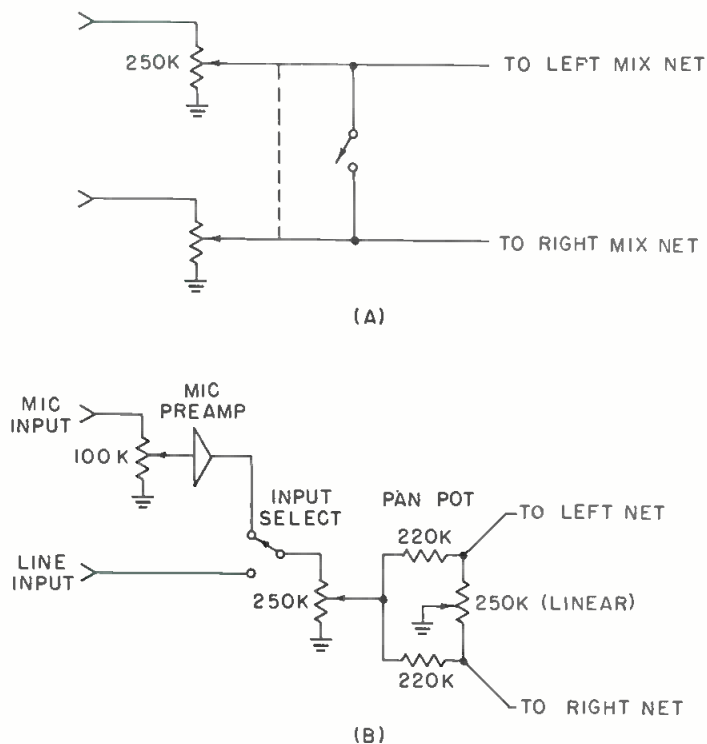 250K
TO LEFT MIX NET
TO RIGHT MIX NET
(A)
MIC
INPUT
100K
MIC
PREAMP
INPUT
SELECT
LINE
INPUT
250K
PAN POT
220K
TO LEFT NET
250K (LINEAR)
220K
TO RIGHT NET
(B)